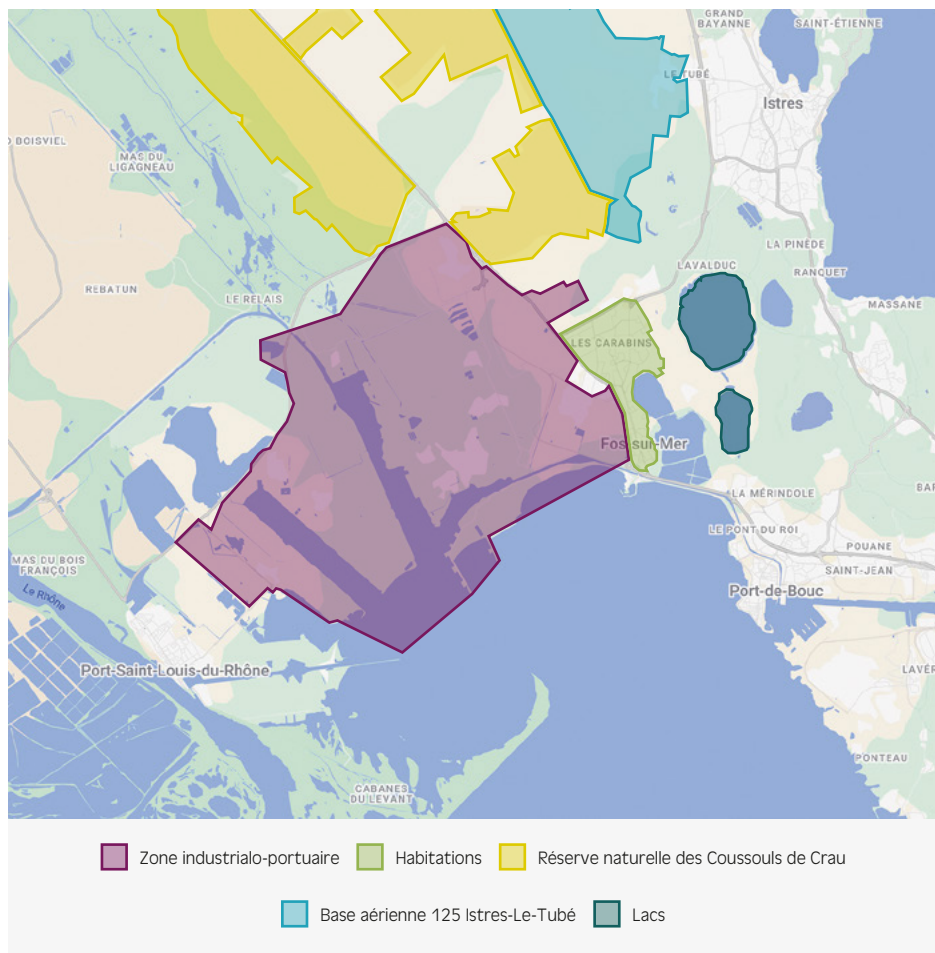 GRAND
BAYANNE
SAINT-ÉTIENNE
LE TUBÉ
Istres
BOISVIEL
MAS DU
LIGAGNEAU
LA PINÈDE
LAVALDUC
RANQUET
REBATUN
LE RELAIS
MASSANE
LES CARABINS
Fos-sur-Mer
LA MÉRINDOLE
LE PONT DU ROI
POUANE
SAINT-JEAN
MAS DU BOIS
FRANÇOIS
Le Rhône
Port-de-Bouc
Port-Saint-Louis-du-Rhône
PONTEAU
CABANES
DU LEVANT
Zone industrialo-portuaire
Habitations
Réserve naturelle des Coussouls de Crau
Base aérienne 125 Istres-Le-Tubé
Lacs